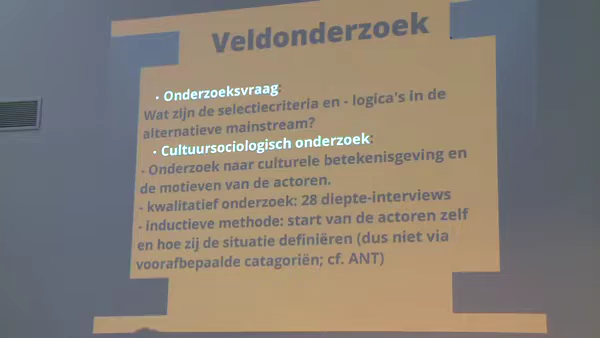 Veldonderzoek
• Onderzoeksvraag:
Wat zijn de selectiecriteria en - logica's in de
alternatieve mainstream?
• Cultuursociologisch onderzoek:
- Onderzoek naar culturele betekenisgeving en
de motieven van de actoren.
- kwalitatief onderzoek: 28 diepte-interviews
- inductieve methode: start van de actoren zelf
en hoe zij de situatie definiëren (dus niet via
voorafbepaalde catagoriën; cf. ANT)